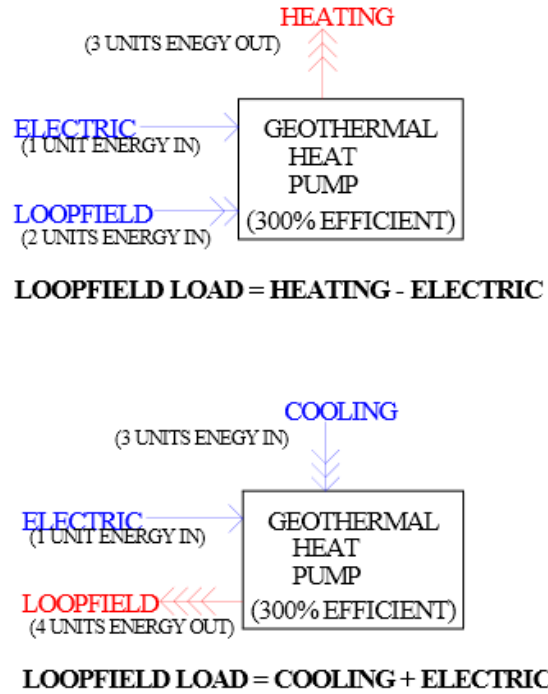 HEATING
(3 UNITS ENEGY OUT)
ELECTRIC
(1 UNIT ENERGY IN)
LOOPFIELD
(2 UNITS ENERGY IN)
GEOTHERMAL
HEAT
PUMP
(300% EFFICIENT)
LOOPFIELD LOAD = HEATING - ELECTRIC
COOLING
(3 UNITS ENEGY IN)
ELECTRIC
(1 UNIT ENERGY IN)
LOOPFIELD
(4 UNITS ENERGY OUT)
GEOTHERMAL
HEAT
PUMP
(300% EFFICIENT)
LOOPFIELD LOAD = COOLING + ELECTRIC